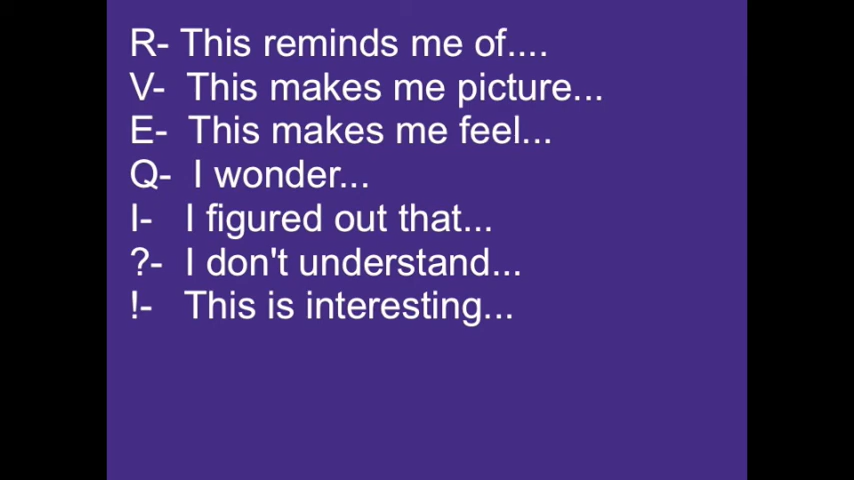 R- This reminds me of....
V- This makes me picture...
E- This makes me feel...
Q- I wonder...
I- I figured out that...
?- I don't understand...
!- This is interesting...